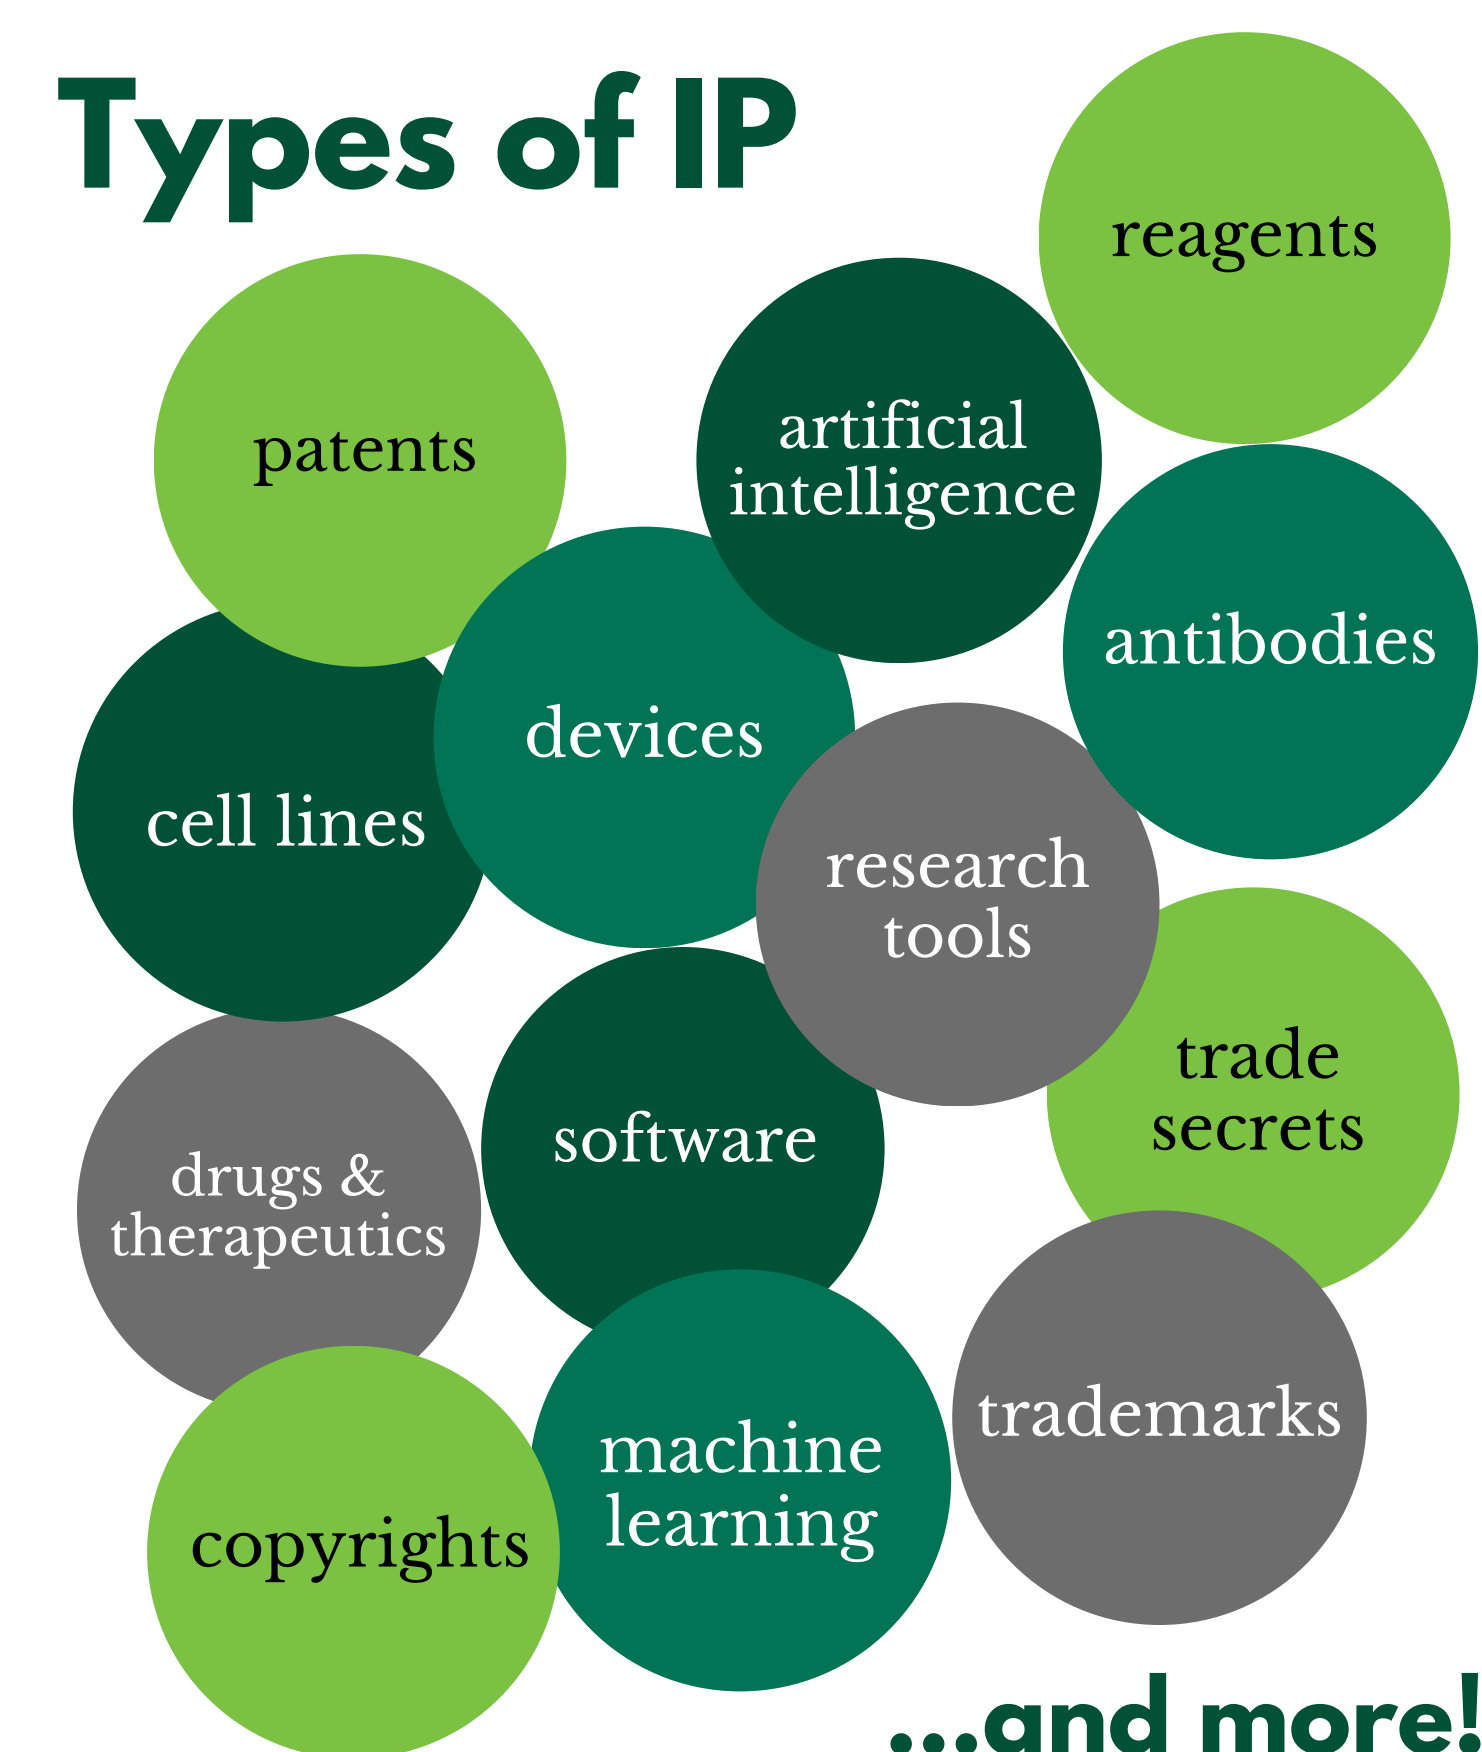 Types of IP
reagents
patents
artificial
intelligence
antibodies
devices
cell lines
research
tools
trade
secrets
software
drugs &
therapeutics
trademarks
machine
learning
copyrights
...and more!